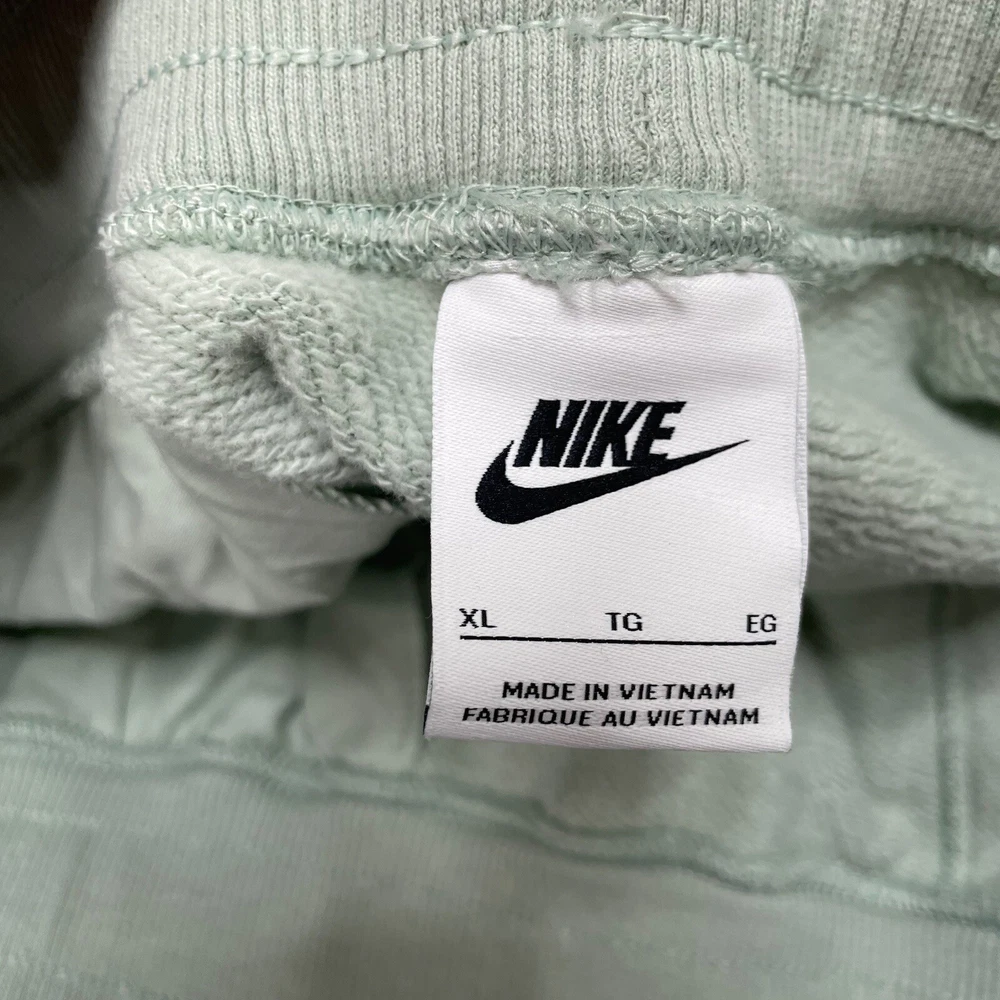 NIKE
XL TG EG
MADE IN VIETNAM
FABRIQUE AU VIETNAM